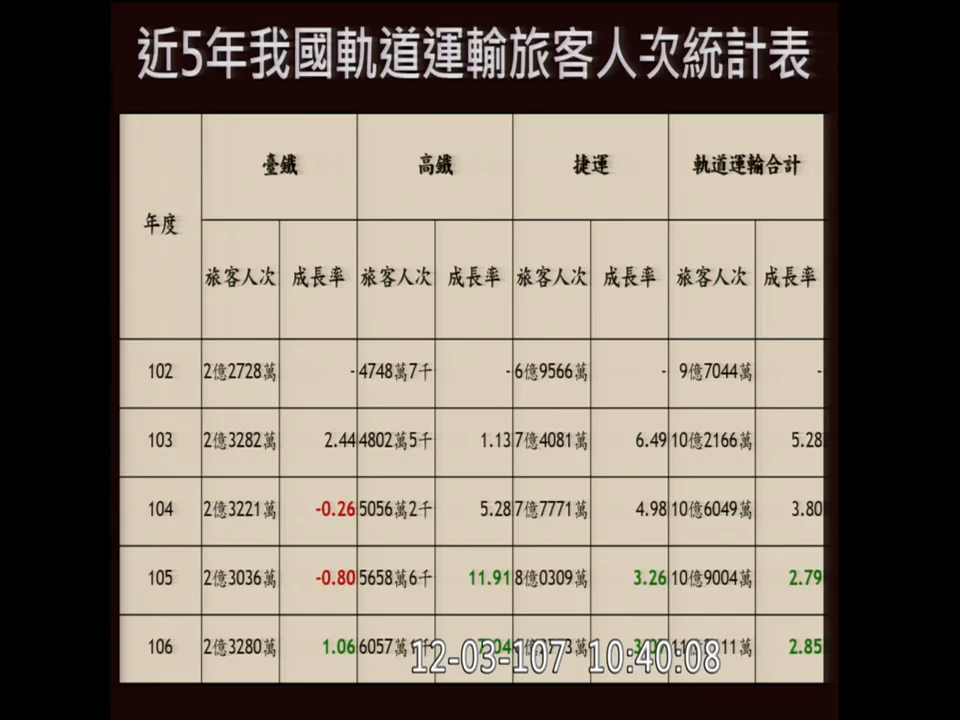 近5年我國軌道運輸旅客人次統計表
年度 臺鐵 高鐵 捷運 軌道運輸合計
旅客人次 成長率 旅客人次 成長率 旅客人次 成長率 旅客人次 成長率
102 2億2728萬 - 4748萬7千 - 6億9566萬 - 9億7044萬 -
103 2億3282萬 2.44 4802萬5千 1.13 7億4081萬 6.49 10億2166萬 5.28
104 2億3221萬 -0.26 5056萬2千 5.28 7億7771萬 4.98 10億6049萬 3.80
105 2億3036萬 -0.80 5658萬6千 11.91 8億0309萬 3.26 10億9004萬 2.79
106 2億3280萬 1.06 2.85
12-03-107 10:40:08